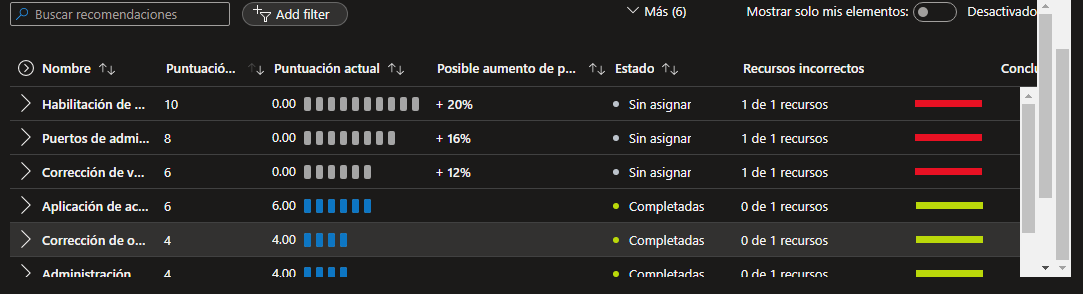 Buscar recomendaciones Add filter Más (6) Mostrar solo mis elementos: Desactivado
Nombre Puntuació... Puntuación actual Posible aumento de p... Estado Recursos incorrectos Conclu
Habilitación de ... 10 0.00 + 20% Sin asignar 1 de 1 recursos
Puertos de admi... 8 0.00 + 16% Sin asignar 1 de 1 recursos
Corrección de v... 6 0.00 + 12% Sin asignar 1 de 1 recursos
Aplicación de ac... 6 6.00 Completadas 0 de 1 recursos
Corrección de o... 4 4.00 Completadas 0 de 1 recursos
Administración 4 4.00 Completadas 0 de 1 recursos